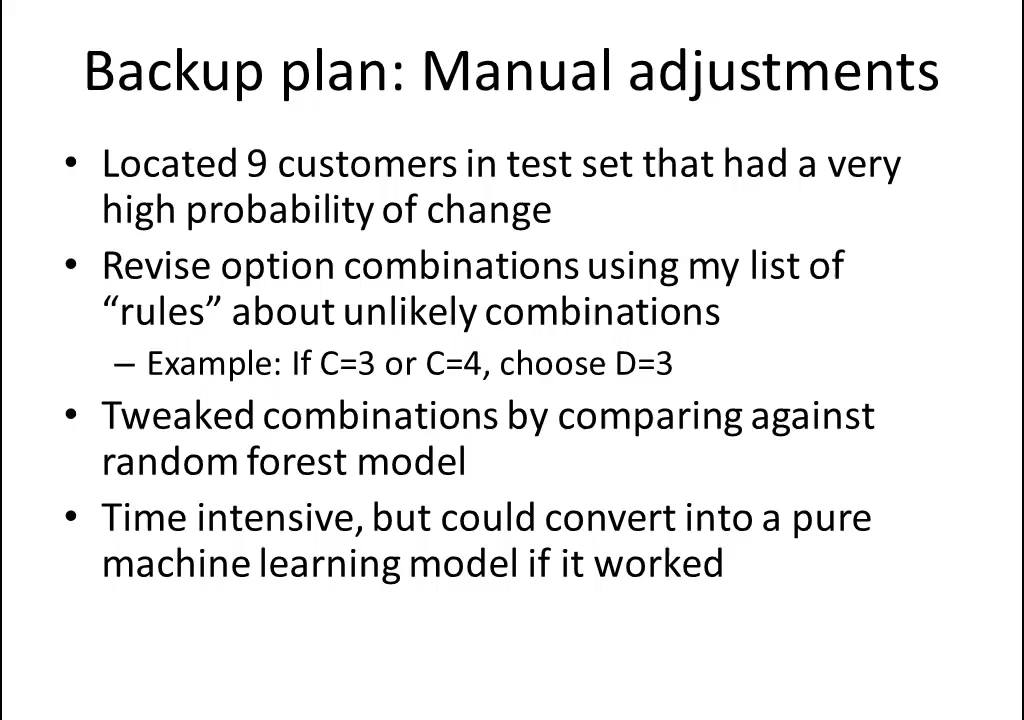 Backup plan: Manual adjustments
• Located 9 customers in test set that had a very
high probability of change
• Revise option combinations using my list of
“rules” about unlikely combinations
– Example: If C=3 or C=4, choose D=3
• Tweaked combinations by comparing against
random forest model
• Time intensive, but could convert into a pure
machine learning model if it worked